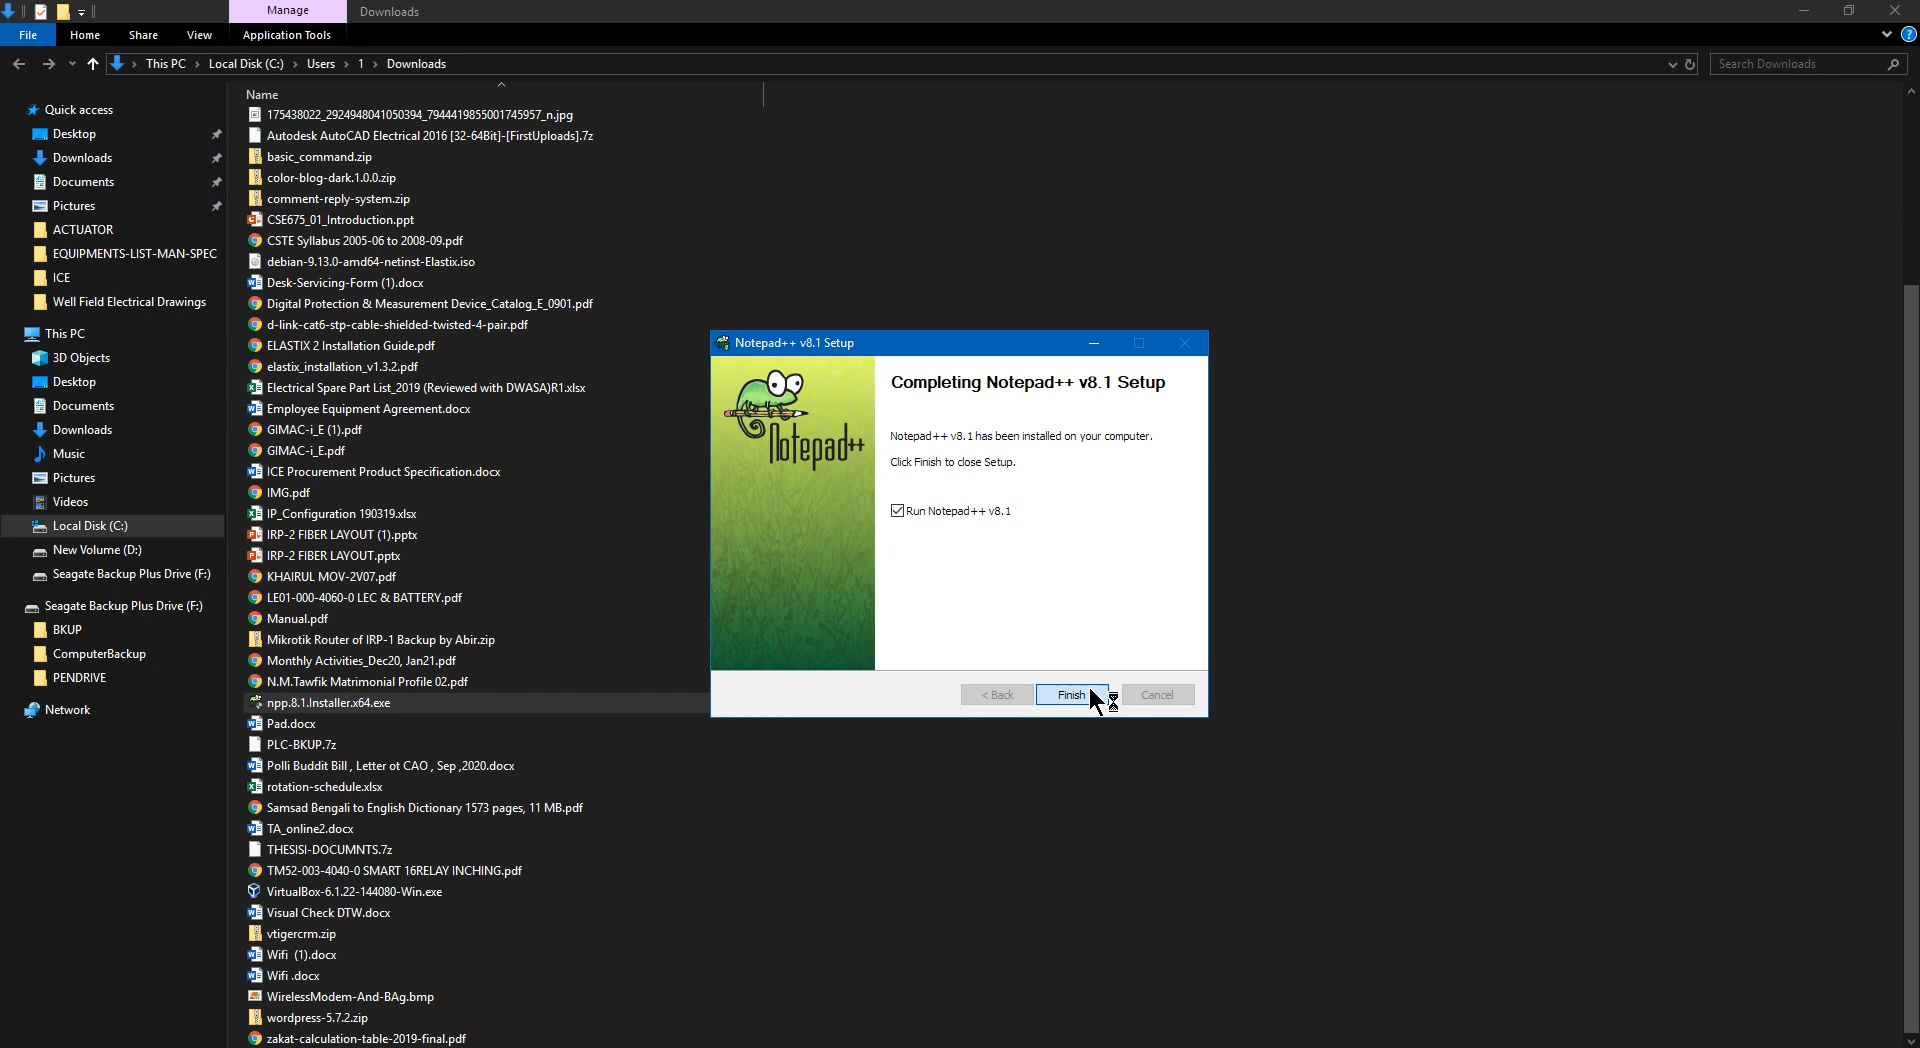 Manage
Downloads
File
Home
Share
View
Application Tools
This PC
Local Disk (C:)
Users
1
Downloads
Search Downloads
Quick access
Desktop
Downloads
Documents
Pictures
ACTUATOR
EQUIPMENTS-LIST-MAN-SPEC
ICE
Well Field Electrical Drawings
This PC
3D Objects
Desktop
Documents
Downloads
Music
Pictures
Videos
Local Disk (C:)
New Volume (D:)
Seagate Backup Plus Drive (F:)
Seagate Backup Plus Drive (F:)
BKUP
ComputerBackup
PENDRIVE
Network
Name
175438022_2924948041050394_7944419855001745957_n.jpg
Autodesk AutoCAD Electrical 2016 [32-64Bit]-[FirstUploads].7z
basic_command.zip
color-blog-dark.1.0.0.zip
comment-reply-system.zip
CSE675_01_Introduction.ppt
CSTE Syllabus 2005-06 to 2008-09.pdf
debian-9.13.0-amd64-netinst-Elastix.iso
Desk-Servicing-Form (1).docx
Digital Protection & Measurement Device_Catalog_E_0901.pdf
d-link-cat6-stp-cable-shielded-twisted-4-pair.pdf
ELASTIX 2 Installation Guide.pdf
elastix_installation_v1.3.2.pdf
Electrical Spare Part List_2019 (Reviewed with DWASA)R1.xlsx
Employee Equipment Agreement.docx
GIMAC-i_E (1).pdf
GIMAC-i_E.pdf
ICE Procurement Product Specification.docx
IMG.pdf
IP_Configuration 190319.xlsx
IRP-2 FIBER LAYOUT (1).pptx
IRP-2 FIBER LAYOUT.pptx
KHAIRUL MOV-2V07.pdf
LE01-000-4060-0 LEC & BATTERY.pdf
Manual.pdf
Mikrotik Router of IRP-1 Backup by Abir.zip
Monthly Activities_Dec20, Jan21.pdf
N.M.Tawfik Matrimonial Profile 02.pdf
npp.8.1.Installer.x64.exe
Pad.docx
PLC-BKUP.7z
Polli Buddit Bill , Letter ot CAO , Sep ,2020.docx
rotation-schedule.xlsx
Samsad Bengali to English Dictionary 1573 pages, 11 MB.pdf
TA_online2.docx
THESISI-DOCUMNTS.7z
TM52-003-4040-0 SMART 16RELAY INCHING.pdf
VirtualBox-6.1.22-144080-Win.exe
Visual Check DTW.docx
vtigercrm.zip
Wifi (1).docx
Wifi .docx
WirelessModem-And-BAg.bmp
wordpress-5.7.2.zip
zakat-calculation-table-2019-final.pdf
Notepad++ v8.1 Setup
Notepad++
Completing Notepad++ v8.1 Setup
Notepad++ v8.1 has been installed on your computer.
Click Finish to close Setup.
Run Notepad++ v8.1
< Back
Finish
Cancel